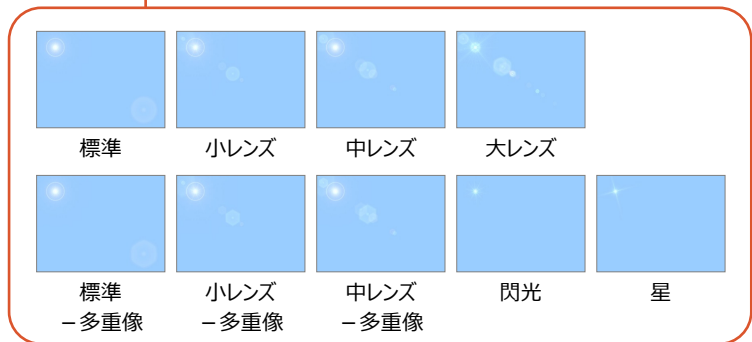 標準 小レンズ 中レンズ 大レンズ
標準 小レンズ 中レンズ 閃光 星
－多重像 －多重像 －多重像